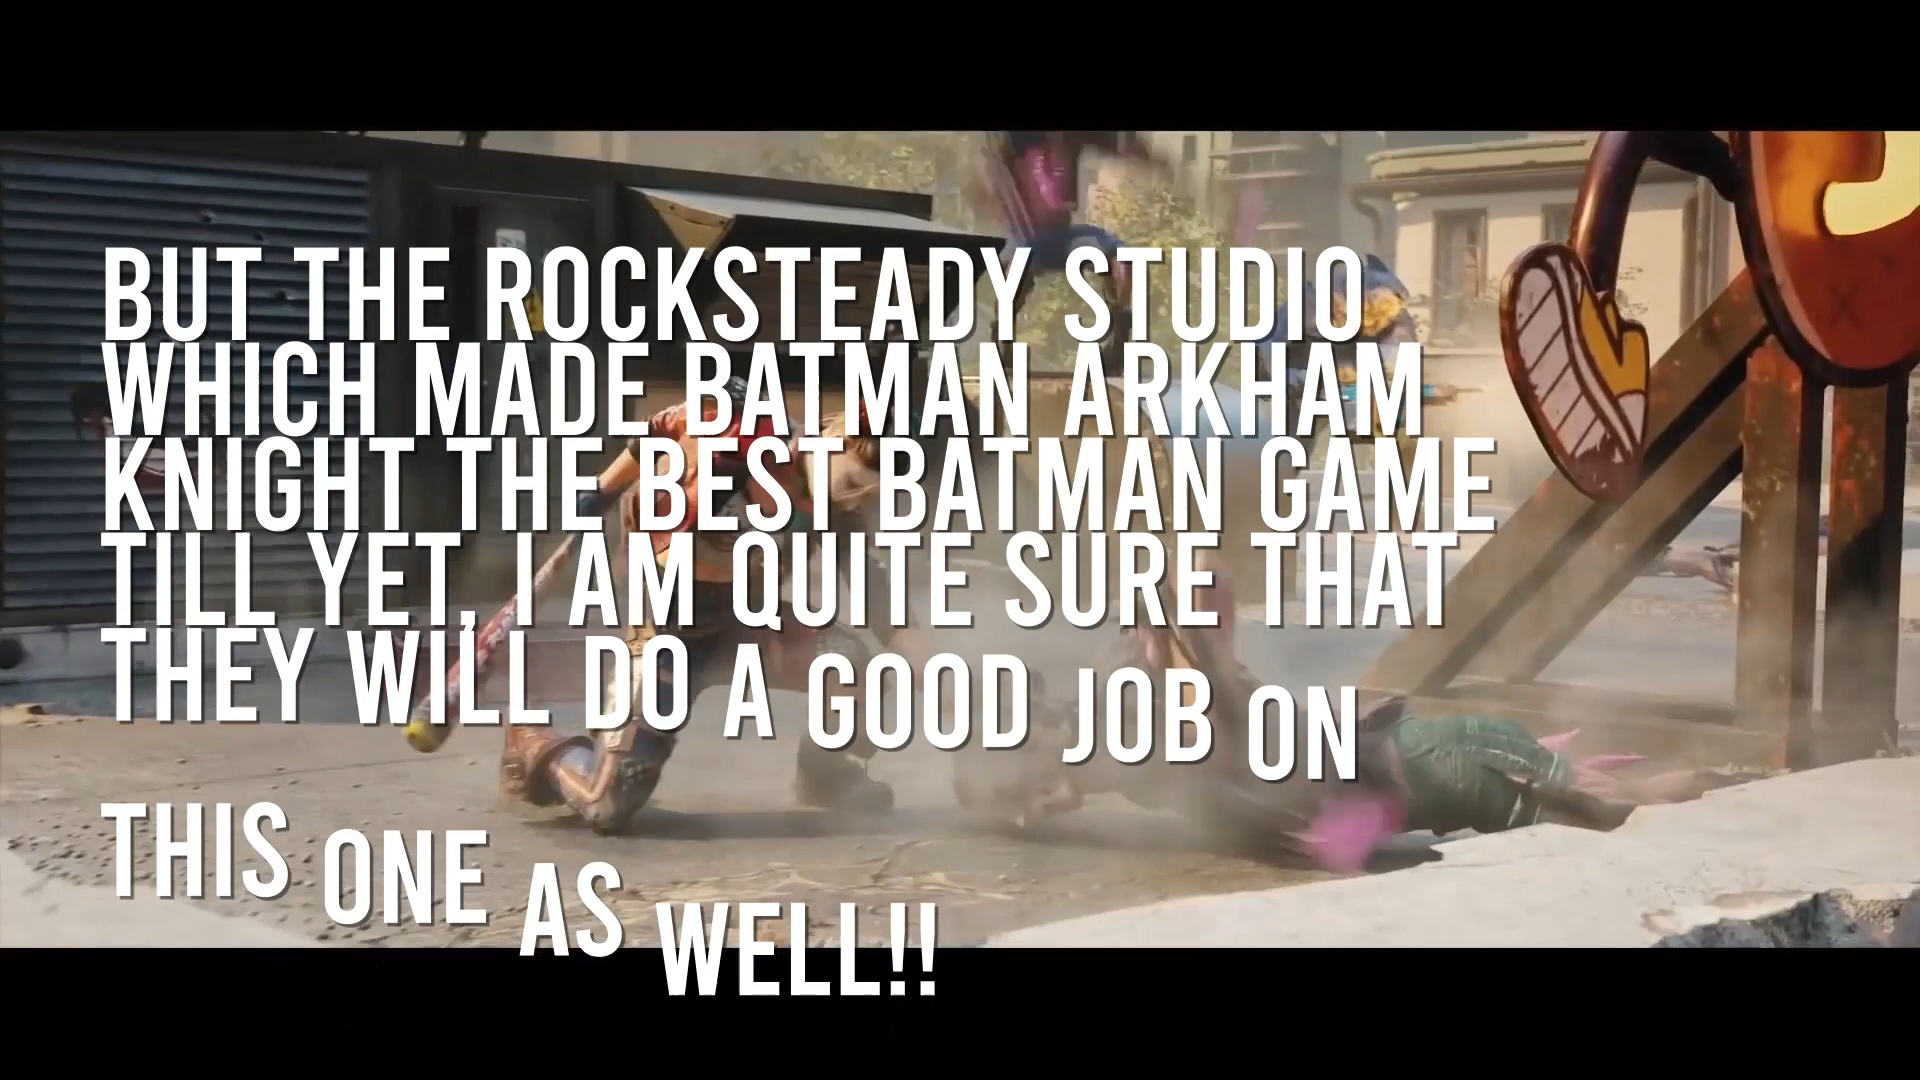 BUT THE ROCKSTEADY STUDIO
WHICH MADE BATMAN ARKHAM
KNIGHT THE BEST BATMAN GAME
TILL YET, I AM QUITE SURE THAT
THEY WILL DO A GOOD JOB ON
THIS ONE AS WELL!!